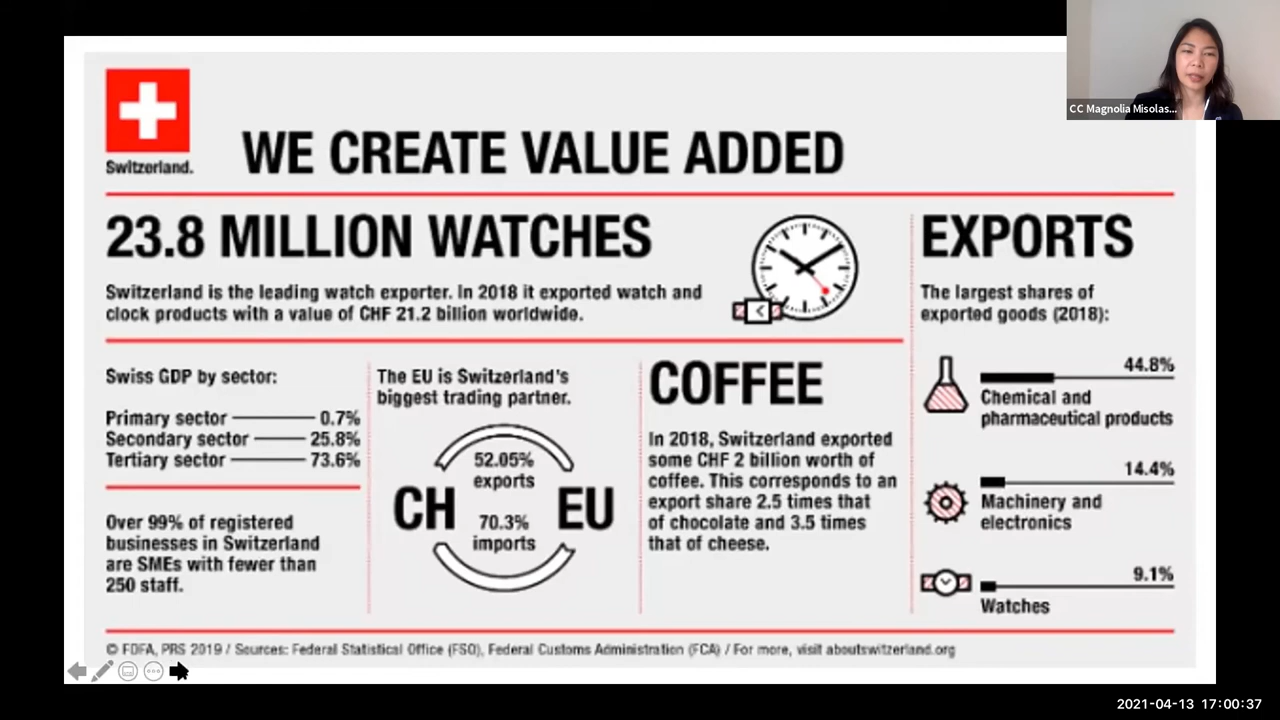 CC Magnolia Misolas...
Switzerland.
WE CREATE VALUE ADDED
23.8 MILLION WATCHES
Switzerland is the leading watch exporter. In 2018 it exported watch and
clock products with a value of CHF 21.2 billion worldwide.
Swiss GDP by sector:
Primary sector 0.7%
Secondary sector 25.8%
Tertiary sector 73.6%
Over 99% of registered
businesses in Switzerland
are SMEs with fewer than
250 staff.
The EU is Switzerland's
biggest trading partner.
52.05%
exports
CH EU
70.3%
imports
COFFEE
In 2018, Switzerland exported
some CHF 2 billion worth of
coffee. This corresponds to an
export share 2.5 times that
of chocolate and 3.5 times
that of cheese.
EXPORTS
The largest shares of
exported goods (2018):
44.8%
Chemical and
pharmaceutical products
14.4%
Machinery and
electronics
9.1%
Watches
© FDFA, PRS 2019 / Sources: Federal Statistical Office (FSO), Federal Customs Administration (FCA) / For more, visit aboutswitzerland.org
2021-04-13 17:00:37